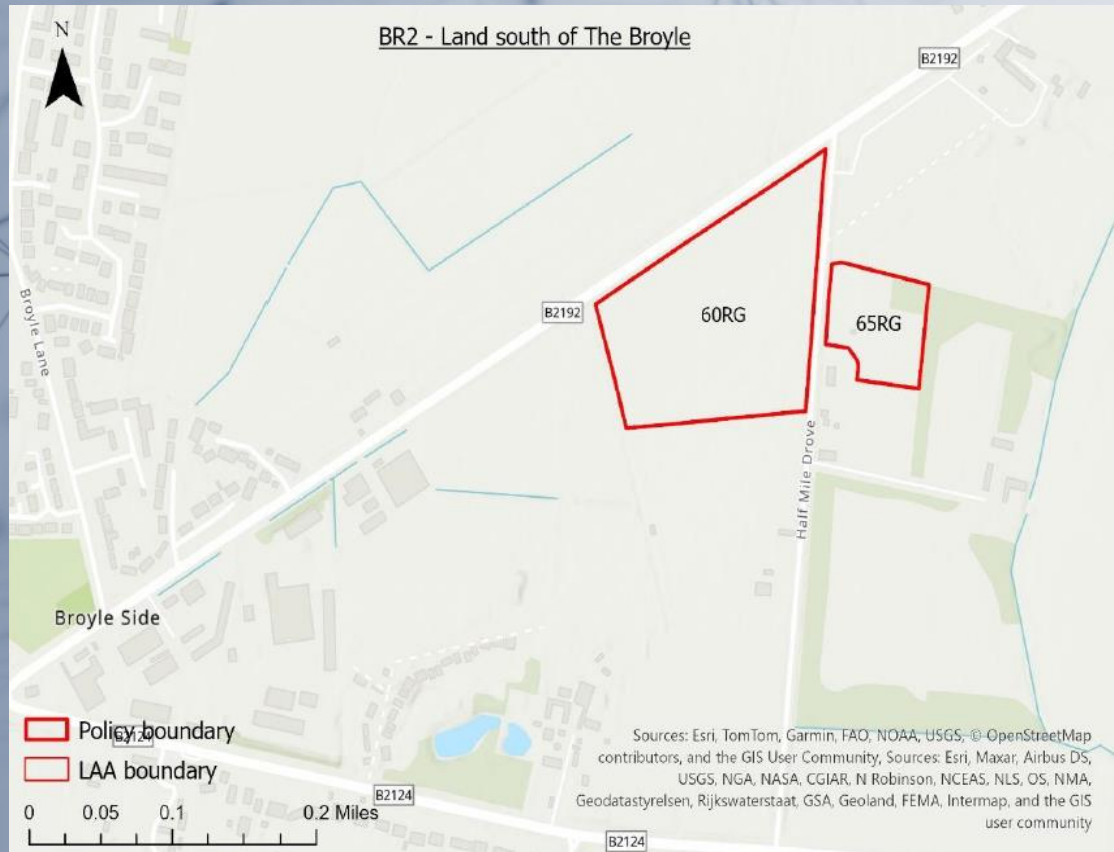 BR2 - Land south of The Broyle
N
B2192
Broyle Lane
B2192
60RG
65RG
Half Mile Drove
Broyle Side
Policy boundary
LAA boundary
B2124
0 0.05 0.1 0.2 Miles
B2124
B2124
Sources: Esri, TomTom, Garmin, FAO, NOAA, USGS, © OpenStreetMap
contributors, and the GIS User Community, Sources: Esri, Maxar, Airbus DS,
USGS, NGA, NASA, CGIAR, N Robinson, NCEAS, NLS, OS, NMA,
Geodatastyrelsen, Rijkswaterstaat, GSA, Geoland, FEMA, Intermap, and the GIS
user community